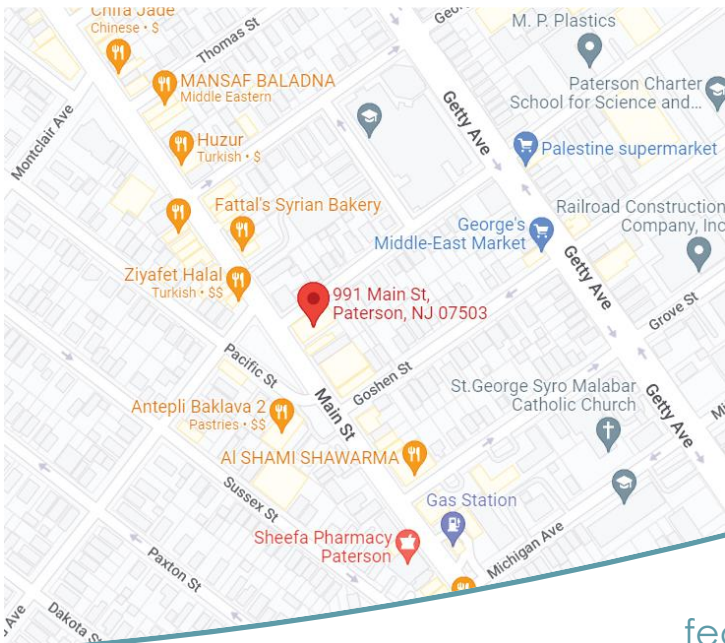 Chifa Jade
Chinese • $
Thomas St
M. P. Plastics
MANSAF BALADNA
Middle Eastern
Montclair Ave
Getty Ave
Paterson Charter
School for Science and...
Huzur
Turkish • $
Palestine supermarket
Fattal's Syrian Bakery
George's
Middle-East Market
Railroad Construction
Company, Inc
Ziyafet Halal
Turkish • $$
Getty Ave
991 Main St,
Paterson, NJ 07503
Grove St
Pacific St
Goshen St
St.George Syro Malabar
Catholic Church
Getty Ave
Antepli Baklava 2
Pastries • $$
Main St
Al SHAMI SHAWARMA
Sussex St
Gas Station
Sheefa Pharmacy
Paterson
Michigan Ave
Paxton St
Ave
Dakota St